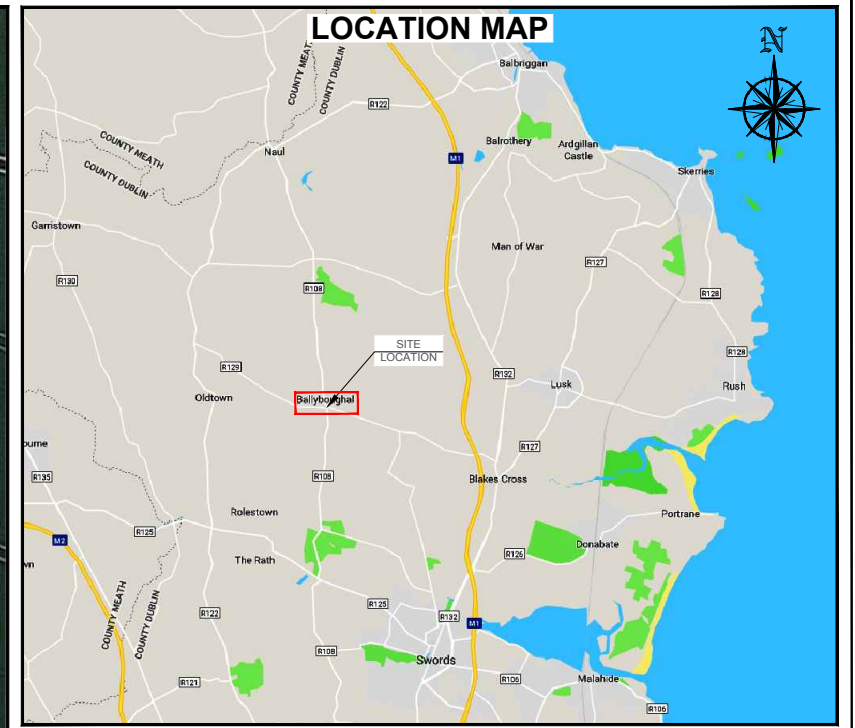 LOCATION MAP
N
Balbriggan
COUNTY MEATH
COUNTY DUBLIN
R122
Balrothery
Ardgillan
Castle
COUNTY MEATH
COUNTY DUBLIN
Naul
M1
Skerries
Garristown
Man of War
R127
R130
R108
R128
SITE
LOCATION
R128
R129
R132
Lusk
Rush
Oldtown
Ballyboughal
R127
ourne
R135
R108
Blakes Cross
Rolestown
Portrane
R125
M2
Donabate
R126
wn
The Rath
COUNTY MEATH
COUNTY DUBLIN
R122
R125
R132
M1
R108
Swords
R121
R106
Malahide
R106